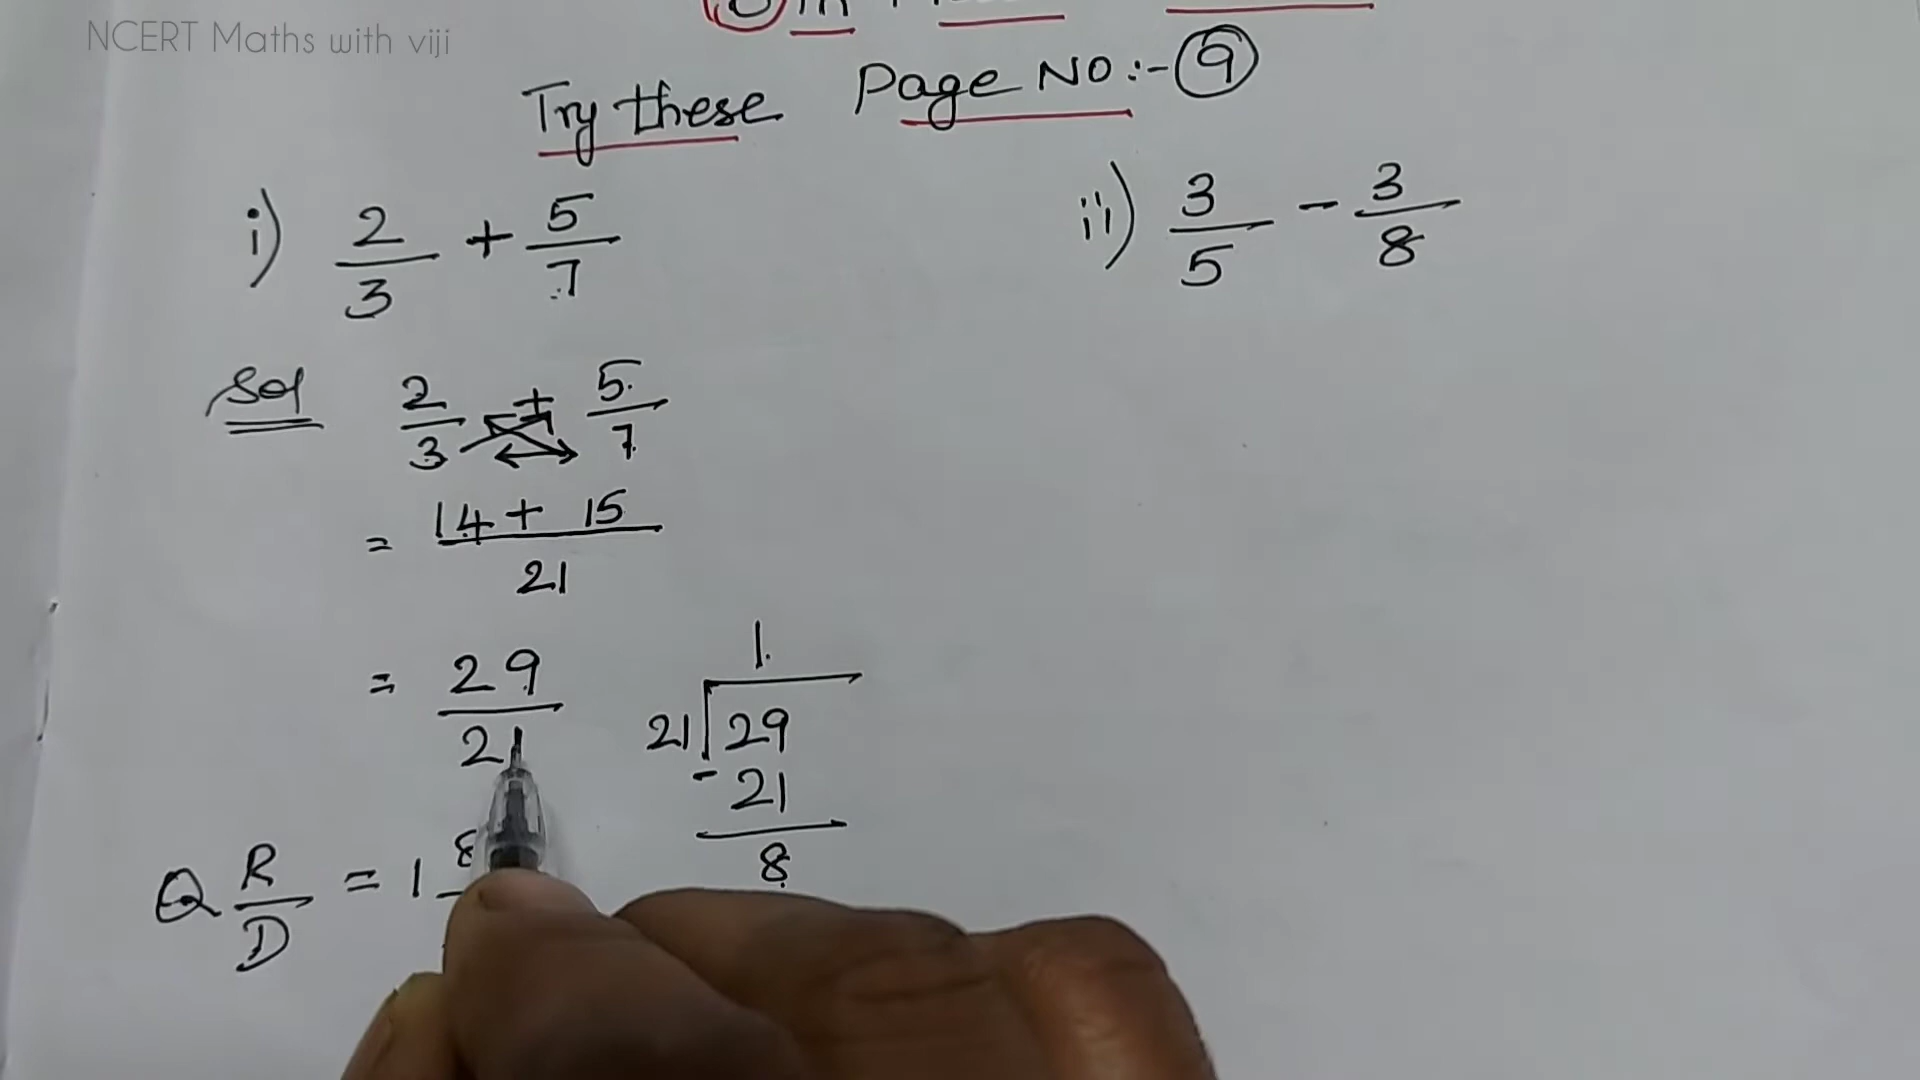 NCERT Maths with viji
Try these Page No:- 9
i) 2/3 + 5/7
ii) 3/5 - 3/8
Sol 2/3 + 5/7
= 14 + 15 / 21
= 29/21
1
21 29
- 21
8
Q R/D = 1 8